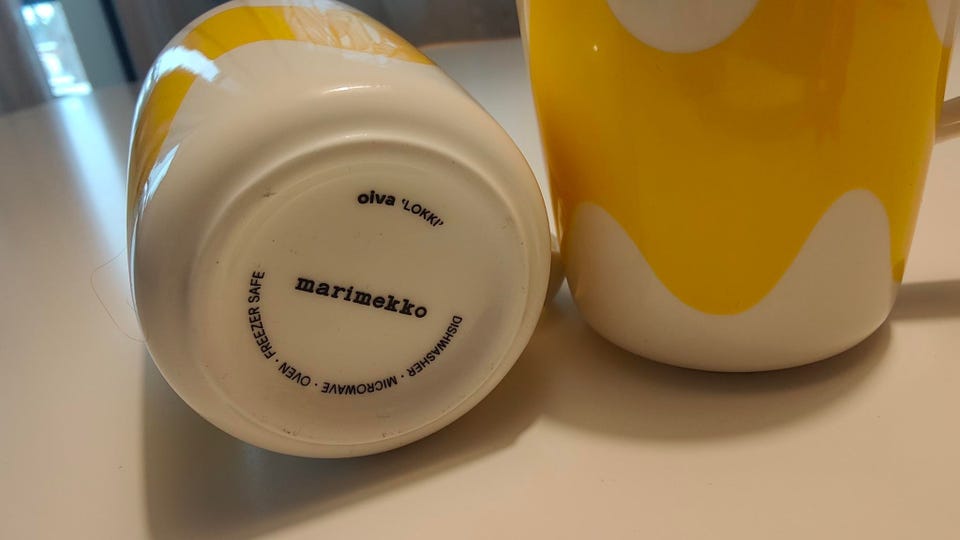 oiva 'LOKKI'
marimekko
DISHWASHER · MICROWAVE · OVEN · FREEZER SAFE